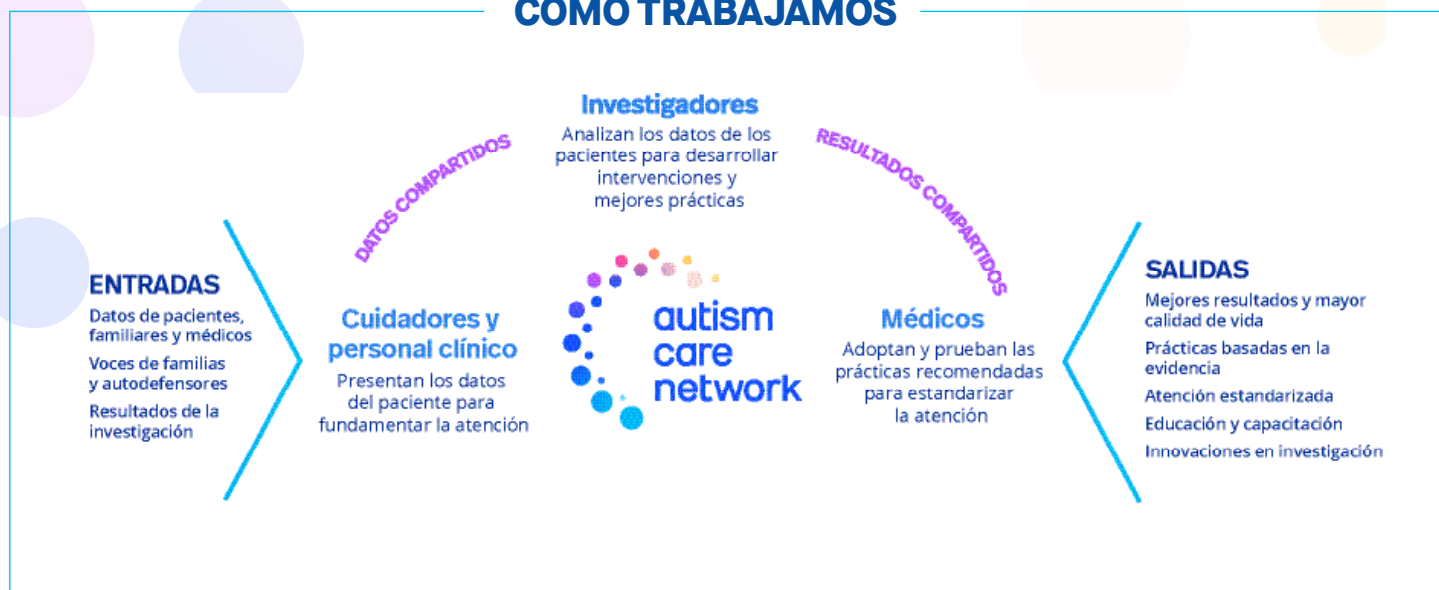 CÓMO TRABAJAMOS
Investigadores
Analizan los datos de los
pacientes para desarrollar
intervenciones y
mejores prácticas
DATOS COMPARTIDOS
RESULTADOS COMPARTIDOS
ENTRADAS
Datos de pacientes,
familiares y médicos
Voces de familias
y autodefensores
Resultados de la
investigación
Cuidadores y
personal clínico
Presentan los datos
del paciente para
fundamentar la atención
autism
care
network
Médicos
Adoptan y prueban las
prácticas recomendadas
para estandarizar
la atención
SALIDAS
Mejores resultados y mayor
calidad de vida
Prácticas basadas en la
evidencia
Atención estandarizada
Educación y capacitación
Innovaciones en investigación